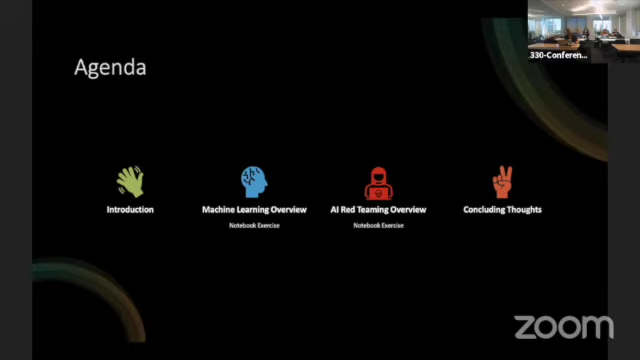 330-Conferen...
Agenda
Introduction
Machine Learning Overview
AI Red Teaming Overview
Concluding Thoughts
Notebook Exercise
Notebook Exercise
zoom